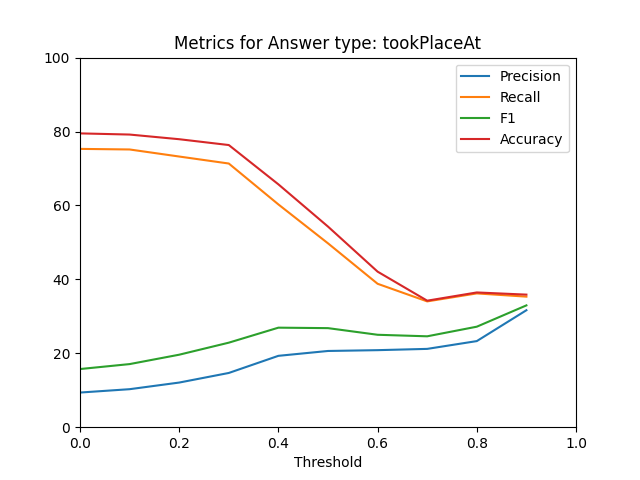 Metrics for Answer type: tookPlaceAt
100
80
60
40
20
0
Precision
Recall
F1
Accuracy
0.0 0.2 0.4 0.6 0.8 1.0
Threshold